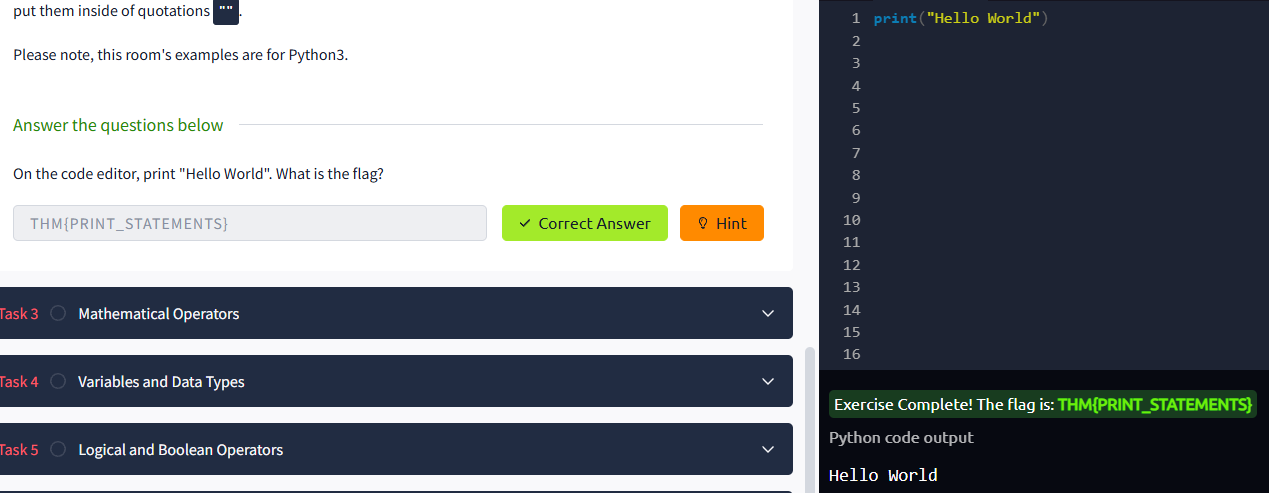 put them inside of quotations "".
Please note, this room's examples are for Python3.
Answer the questions below
On the code editor, print "Hello World". What is the flag?
THM{PRINT_STATEMENTS}
Correct Answer
Hint
Task 3 Mathematical Operators
Task 4 Variables and Data Types
Task 5 Logical and Boolean Operators
1 print("Hello World")
2
3
4
5
6
7
8
9
10
11
12
13
14
15
16
Exercise Complete! The flag is: THM{PRINT_STATEMENTS}
Python code output
Hello World